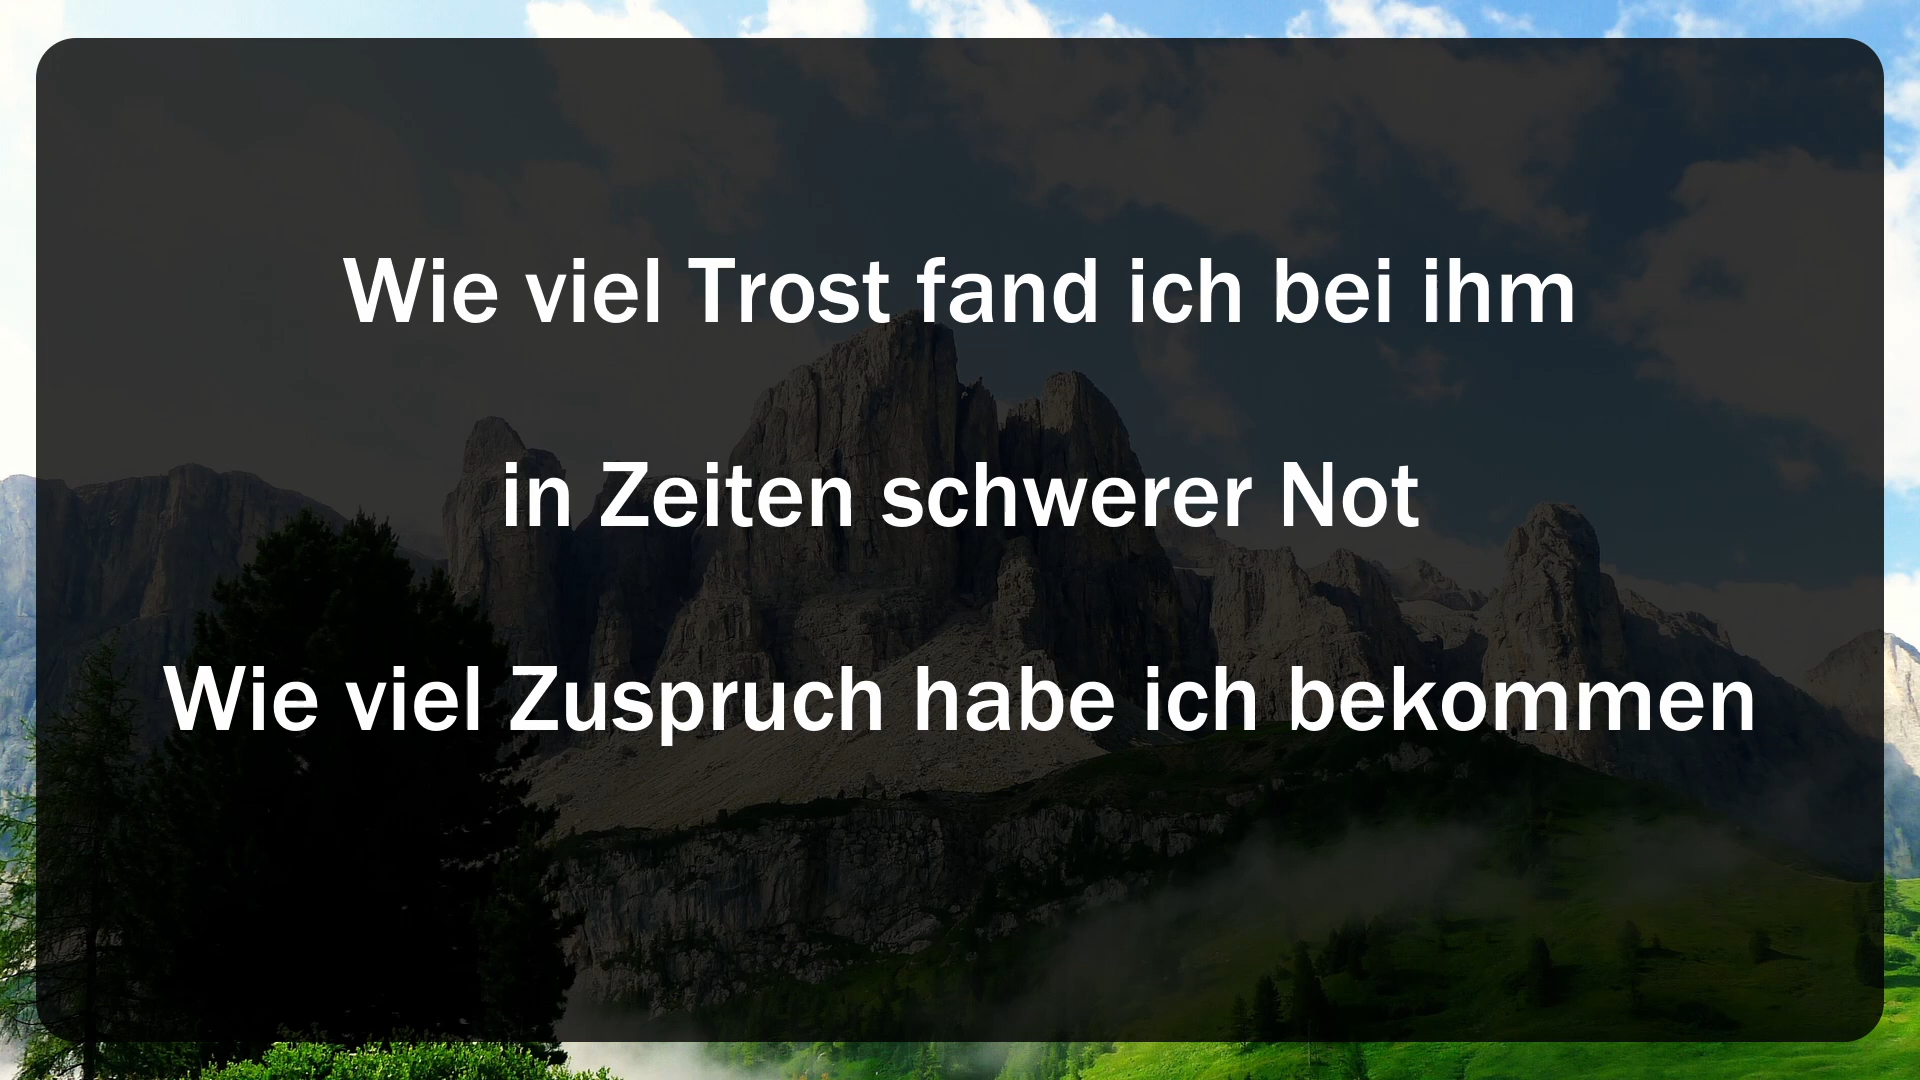 Wie viel Trost fand ich bei ihm
in Zeiten schwerer Not
Wie viel Zuspruch habe ich bekommen